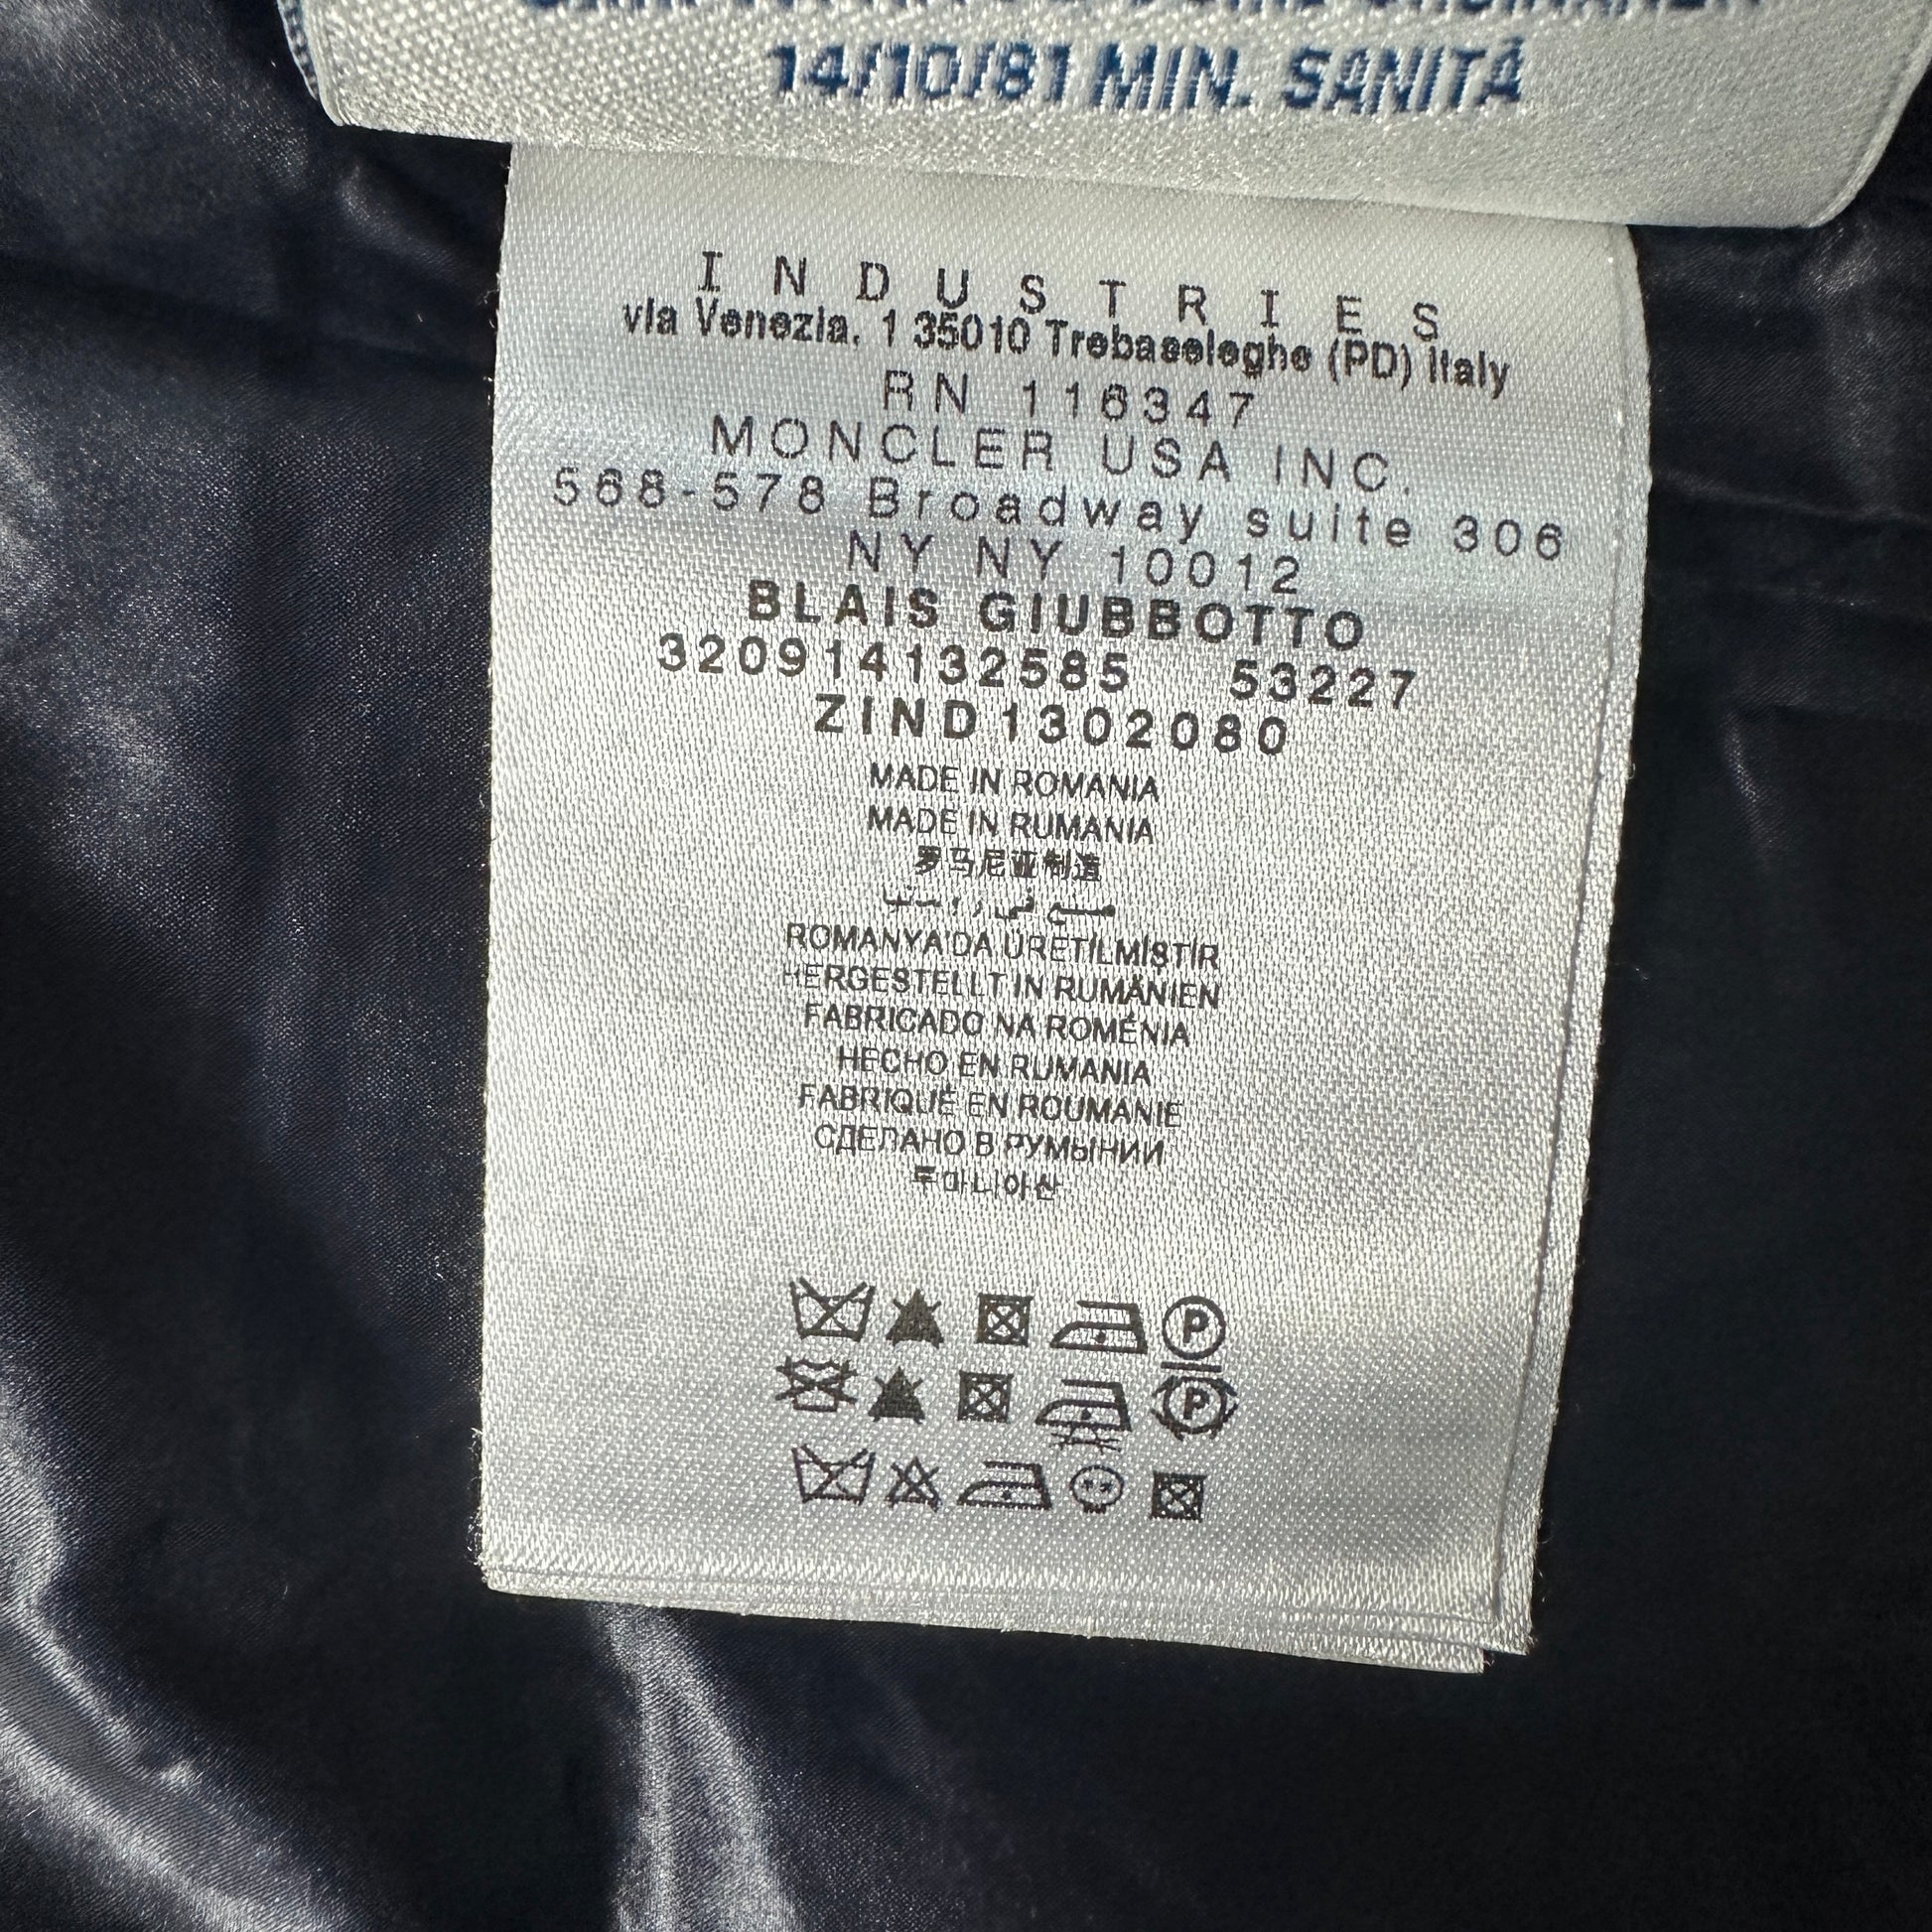 14/10/81 MIN. SANITÀ
INDUSTRIES
via Venezia, 1 35010 Trebaseleghe (PD) Italy
RN 116347
MONCLER USA INC.
568-578 Broadway suite 306
NY NY 10012
BLAIS GIUBBOTTO
320914132585 53227
ZIND1302080
MADE IN ROMANIA
MADE IN RUMANIA
罗马尼亚制造
ROMANYA'DA ÜRETİLMİŞTİR
HERGESTELLT IN RUMÄNIEN
FABRICADO NA ROMÉNIA
HECHO EN RUMANIA
FABRIQUÉ EN ROUMANIE
СДЕЛАНО В РУМЫНИИ
루마니아산
P
P